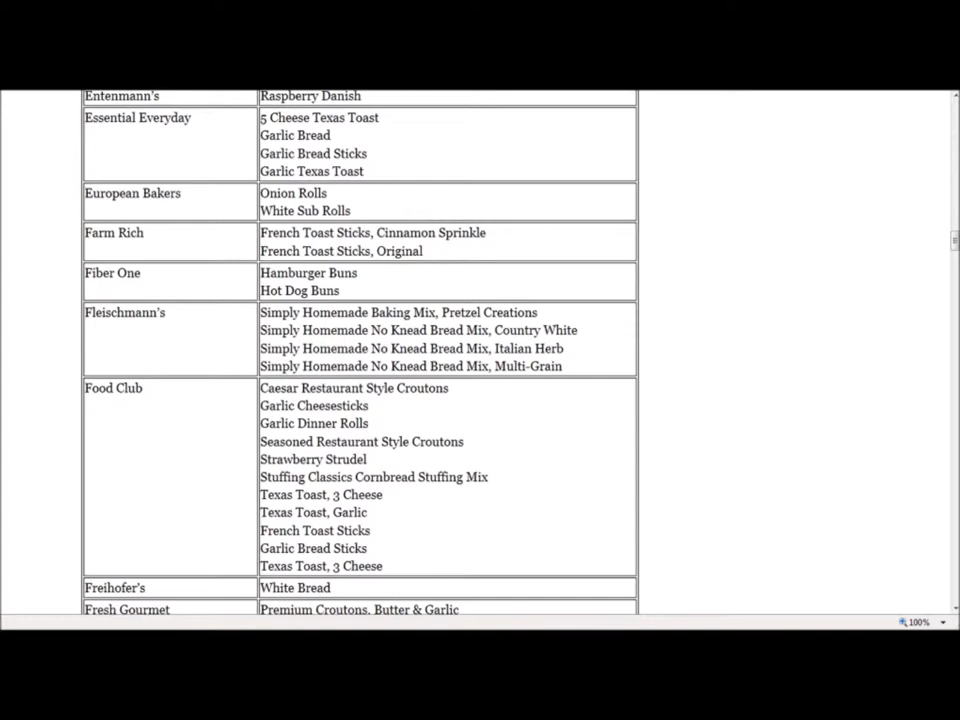 Entenmann's Raspberry Danish
Essential Everyday 5 Cheese Texas Toast
Garlic Bread
Garlic Bread Sticks
Garlic Texas Toast
European Bakers Onion Rolls
White Sub Rolls
Farm Rich French Toast Sticks, Cinnamon Sprinkle
French Toast Sticks, Original
Fiber One Hamburger Buns
Hot Dog Buns
Fleischmann's Simply Homemade Baking Mix, Pretzel Creations
Simply Homemade No Knead Bread Mix, Country White
Simply Homemade No Knead Bread Mix, Italian Herb
Simply Homemade No Knead Bread Mix, Multi-Grain
Food Club Caesar Restaurant Style Croutons
Garlic Cheesesticks
Garlic Dinner Rolls
Seasoned Restaurant Style Croutons
Strawberry Strudel
Stuffing Classics Cornbread Stuffing Mix
Texas Toast, 3 Cheese
Texas Toast, Garlic
French Toast Sticks
Garlic Bread Sticks
Texas Toast, 3 Cheese
Freihofer's White Bread
Fresh Gourmet Premium Croutons, Butter & Garlic
100%